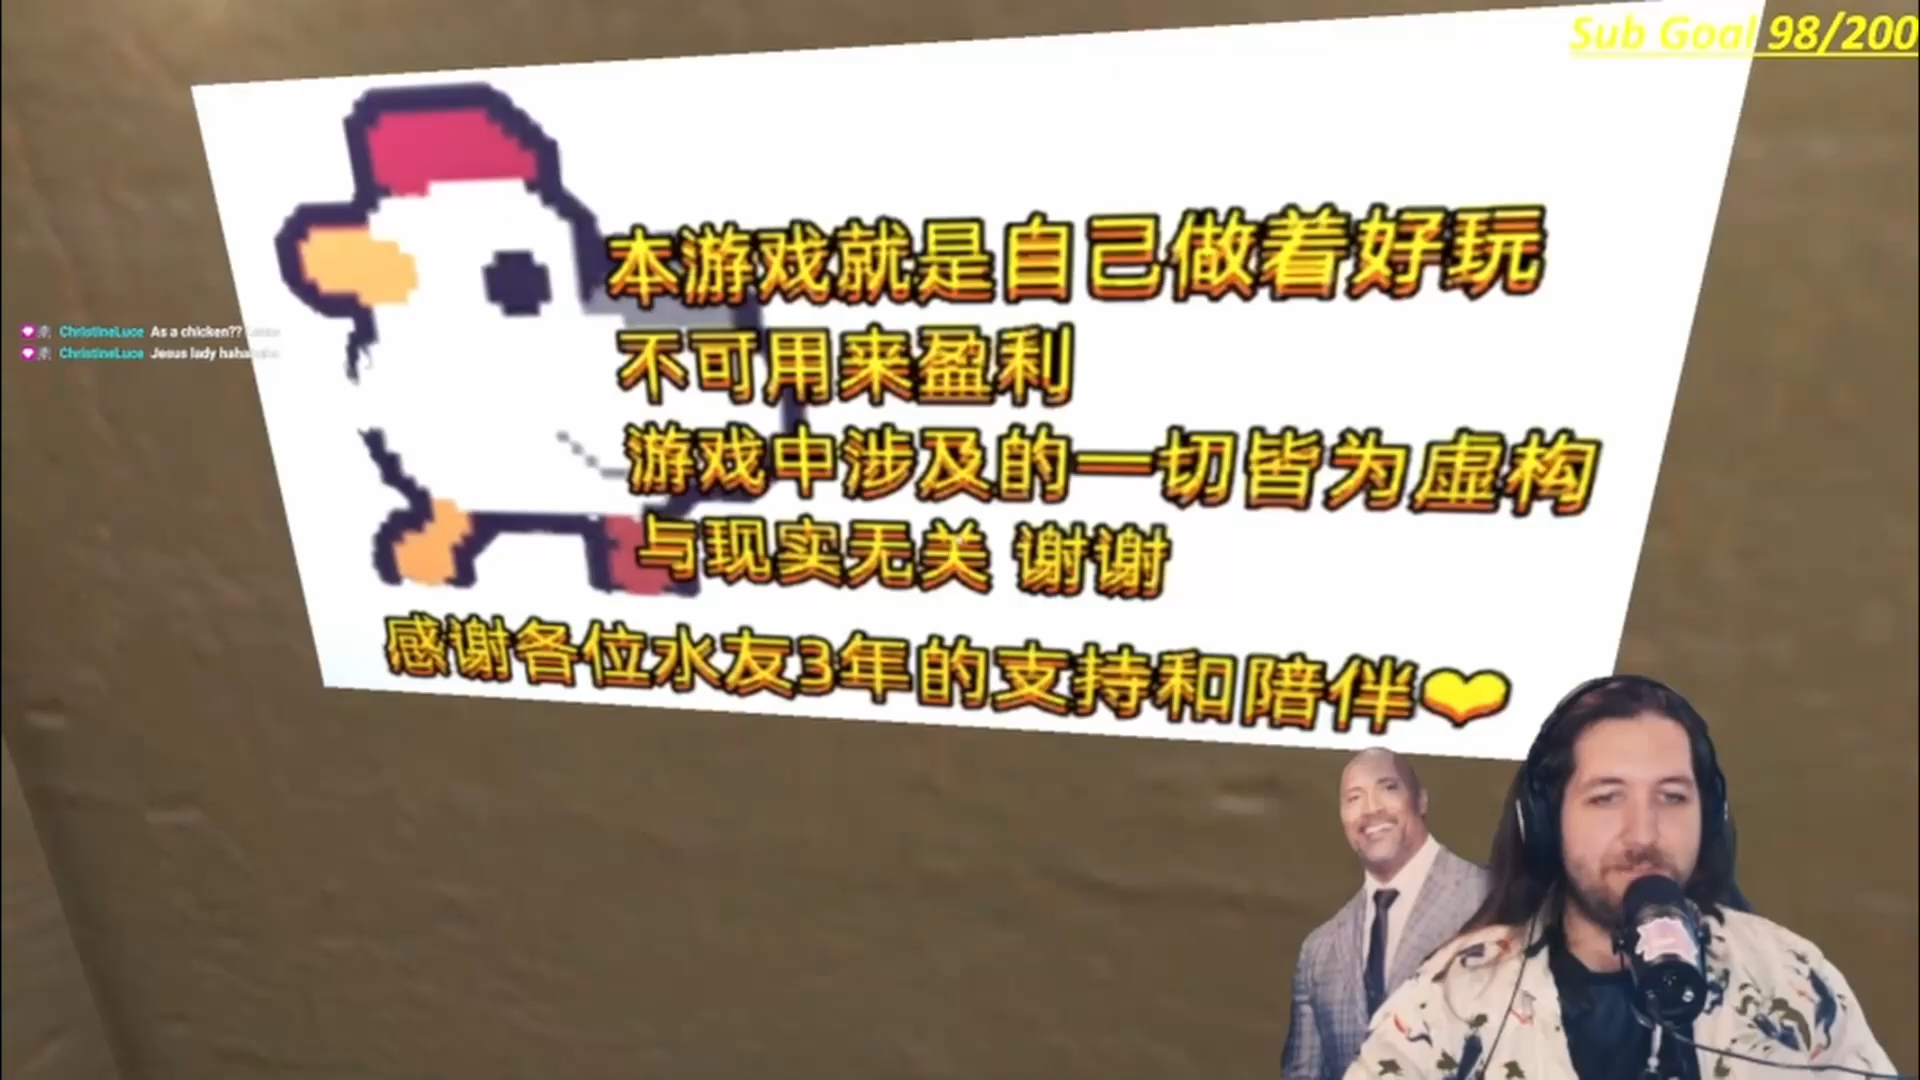 Sub Goal 98/200
本游戏就是自己做着好玩
不可用来盈利
ChristineLuce As a chicken??
ChristineLuce Jesus lady haha
游戏中涉及的一切皆为虚构
与现实无关 谢谢
感谢各位水友3年的支持和陪伴